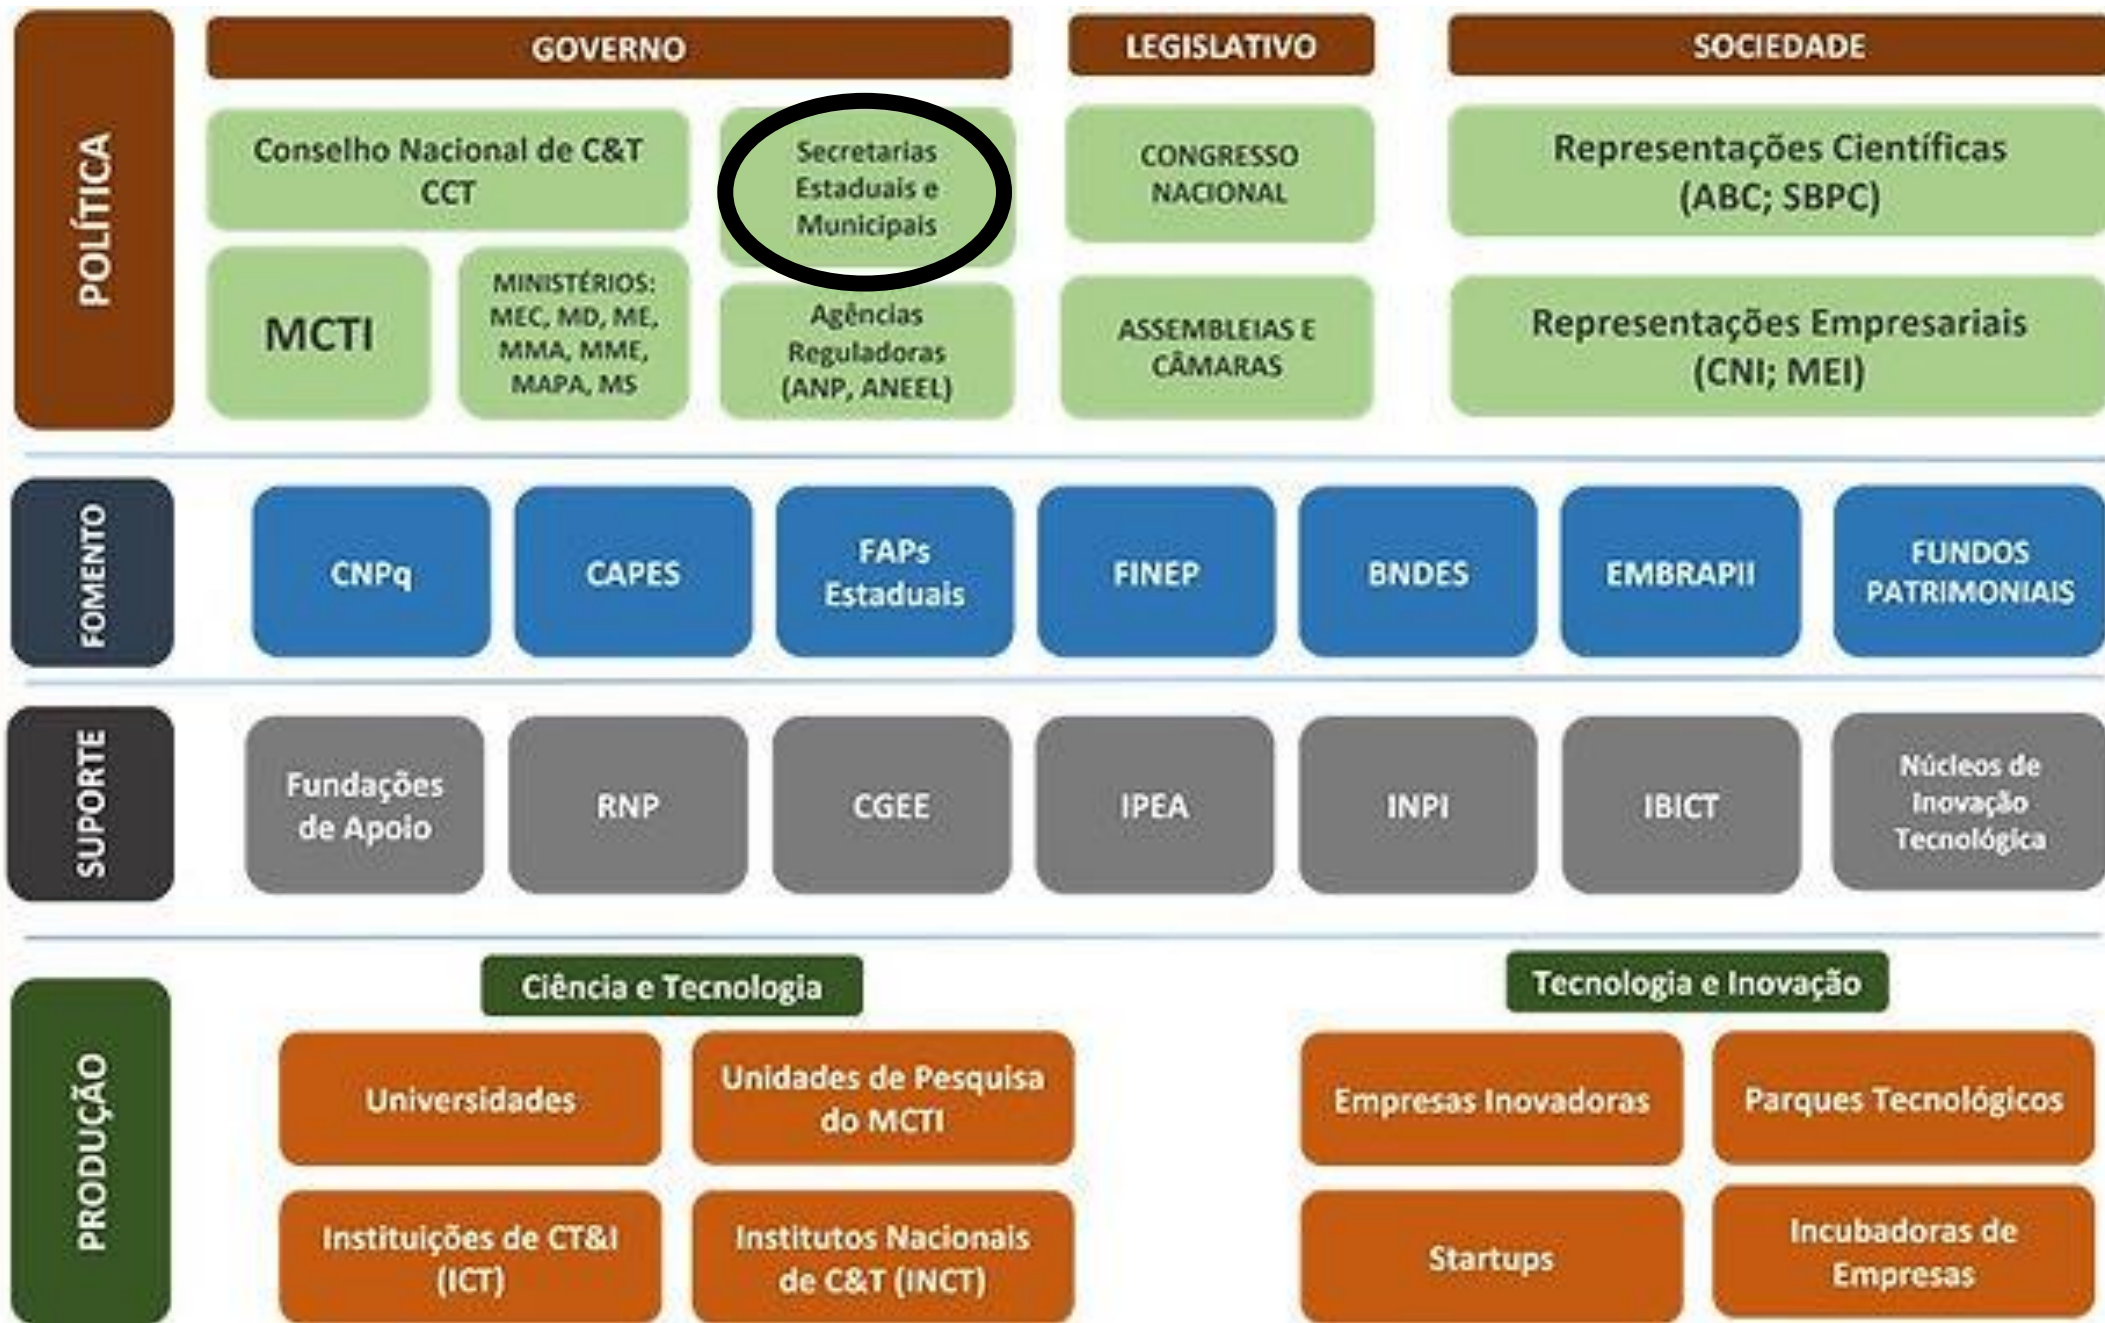 POLÍTICA
GOVERNO
Conselho Nacional de C&T
CCT
MCTI
MINISTÉRIOS:
MEC, MD, ME,
MMA, MME,
MAPA, MS
Secretarias
Estaduais e
Municipais
Agências
Reguladoras
(ANP, ANEEL)
LEGISLATIVO
CONGRESSO
NACIONAL
ASSEMBLEIAS E
CÂMARAS
SOCIEDADE
Representações Científicas
(ABC; SBPC)
Representações Empresariais
(CNI; MEI)
FOMENTO
CNPq
CAPES
FAPs
Estaduais
FINEP
BNDES
EMBRAPII
FUNDOS
PATRIMONIAIS
SUPORTE
Fundações
de Apoio
RNP
CGEE
IPEA
INPI
IBICT
Núcleos de
Inovação
Tecnológica
PRODUÇÃO
Ciência e Tecnologia
Universidades
Unidades de Pesquisa
do MCTI
Instituições de CT&I
(ICT)
Institutos Nacionais
de C&T (INCT)
Tecnologia e Inovação
Empresas Inovadoras
Parques Tecnológicos
Startups
Incubadoras de
Empresas